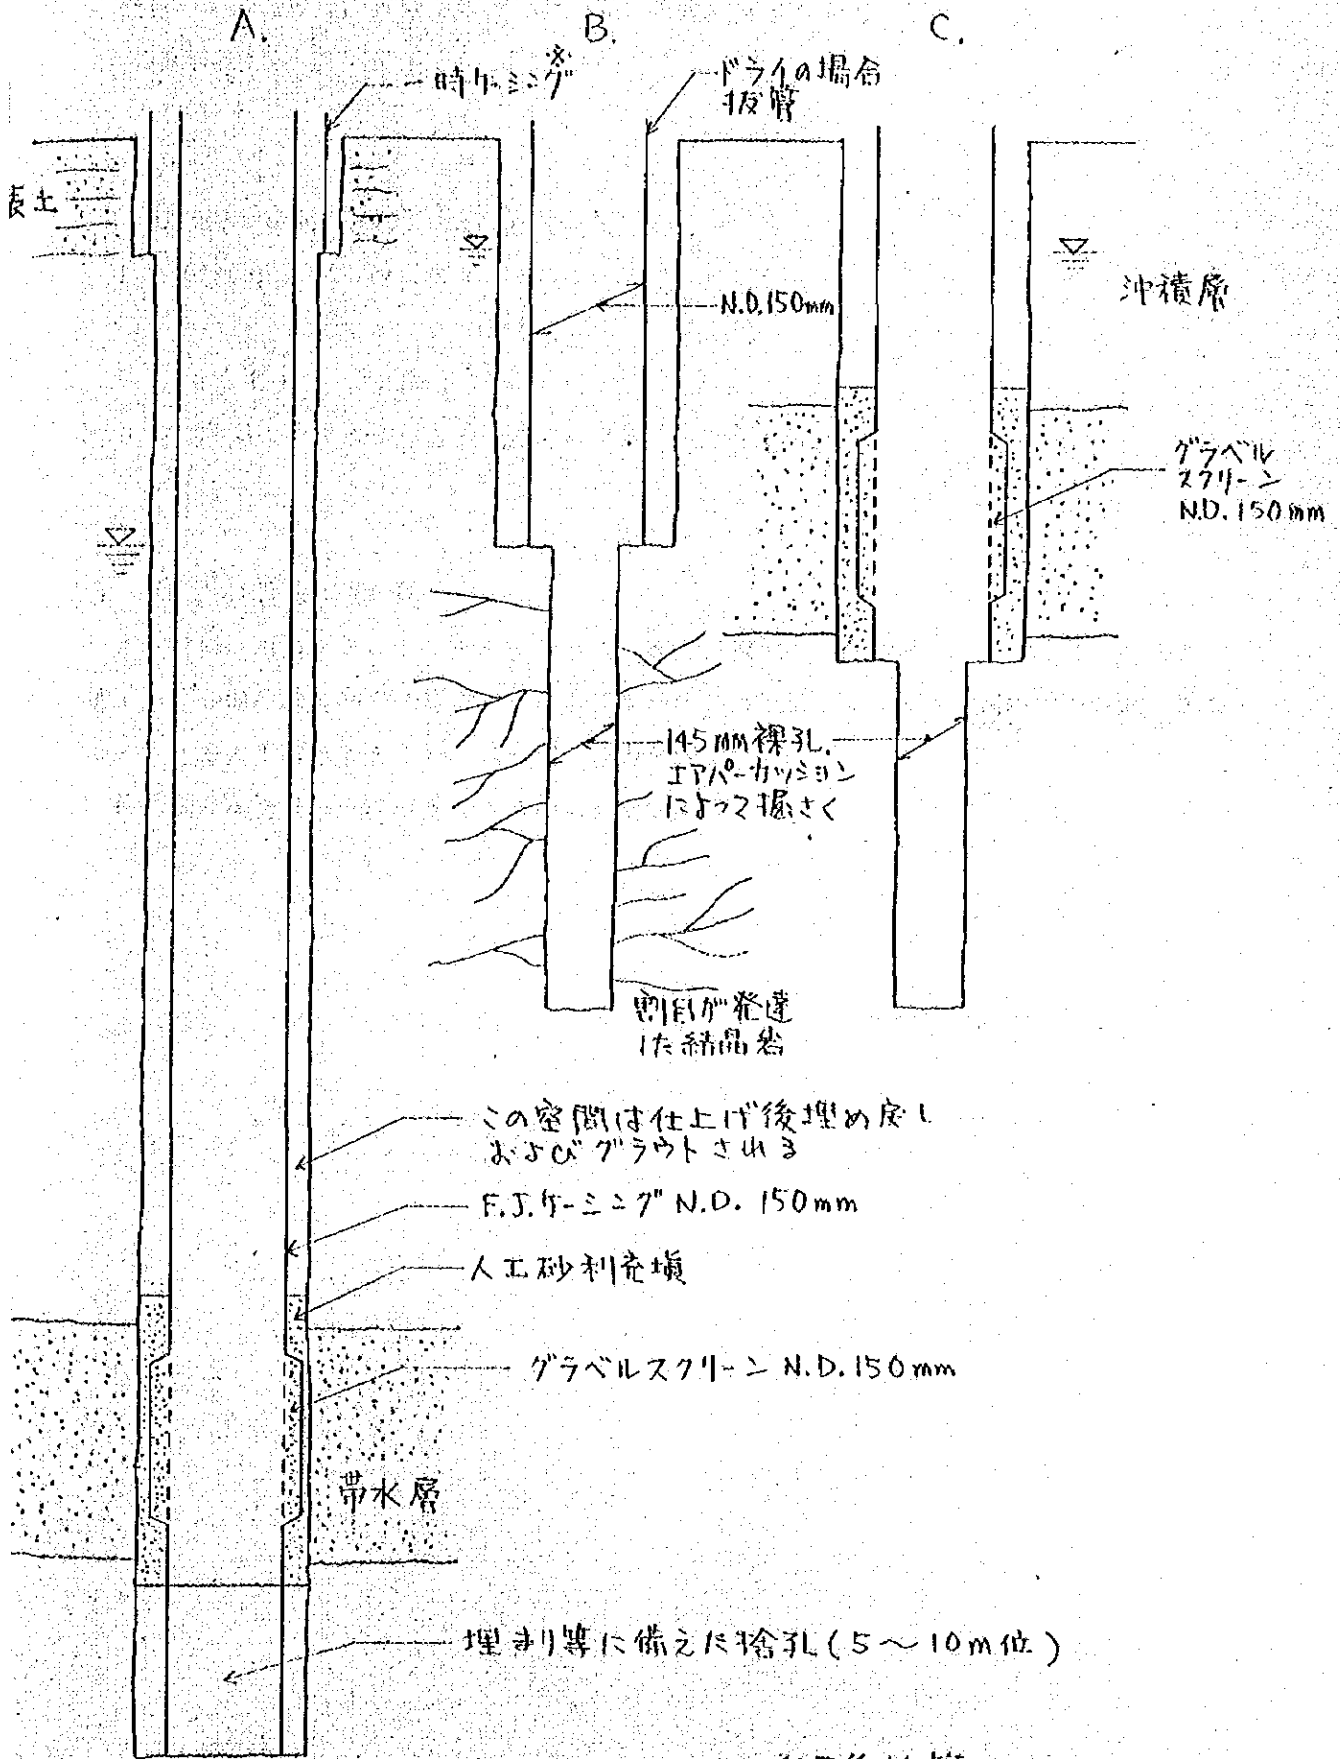 A.
B.
C.
一時ケーシング※
ドライの場合
抜管
表土
N.D.150mm
沖積層
グラベル
スクリーン
N.D.150mm
145mm裸孔.
エアパーカッション
によって掘さく
割目が発達
した結晶岩
この空間は仕上げ後埋め戻し
およびグラウトされる
F.J.ケーシング N.D. 150mm
人工砂利充填
グラベルスクリーン N.D.150mm
帯水層
埋まり等に備えた捨孔(5～10m位)